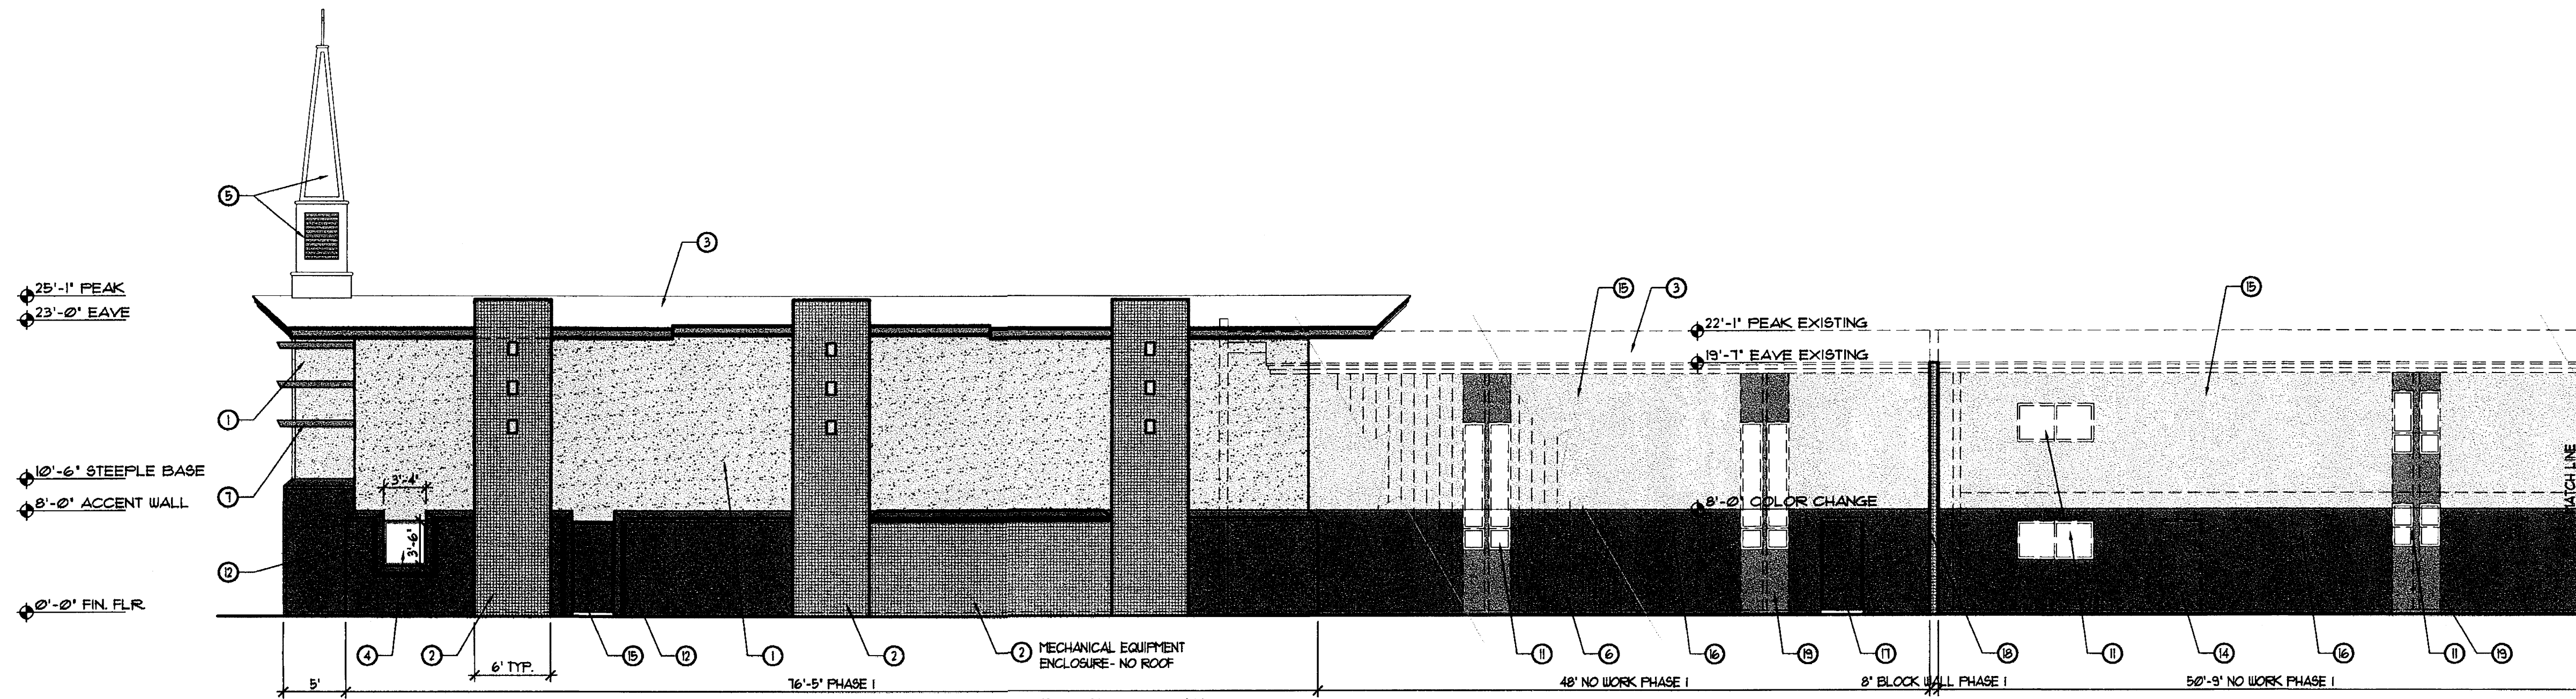 5
3
25'-1" PEAK
23'-0" EAVE
15
3
15
22'-1" PEAK EXISTING
19'-7" EAVE EXISTING
1
10'-6" STEEPLE BASE
7
8'-0" ACCENT WALL
3'-4"
3'-6"
8'-0" COLOR CHANGE
MATCH LINE
12
0'-0" FIN. FLR.
4
2
6' TYP.
15
12
1
2
2 MECHANICAL EQUIPMENT
ENCLOSURE- NO ROOF
11
6
16
19
17
18
11
14
16
11
19
5'
76'-5" PHASE 1
48' NO WORK PHASE 1
8" BLOCK WALL PHASE 1
50'-9" NO WORK PHASE 1